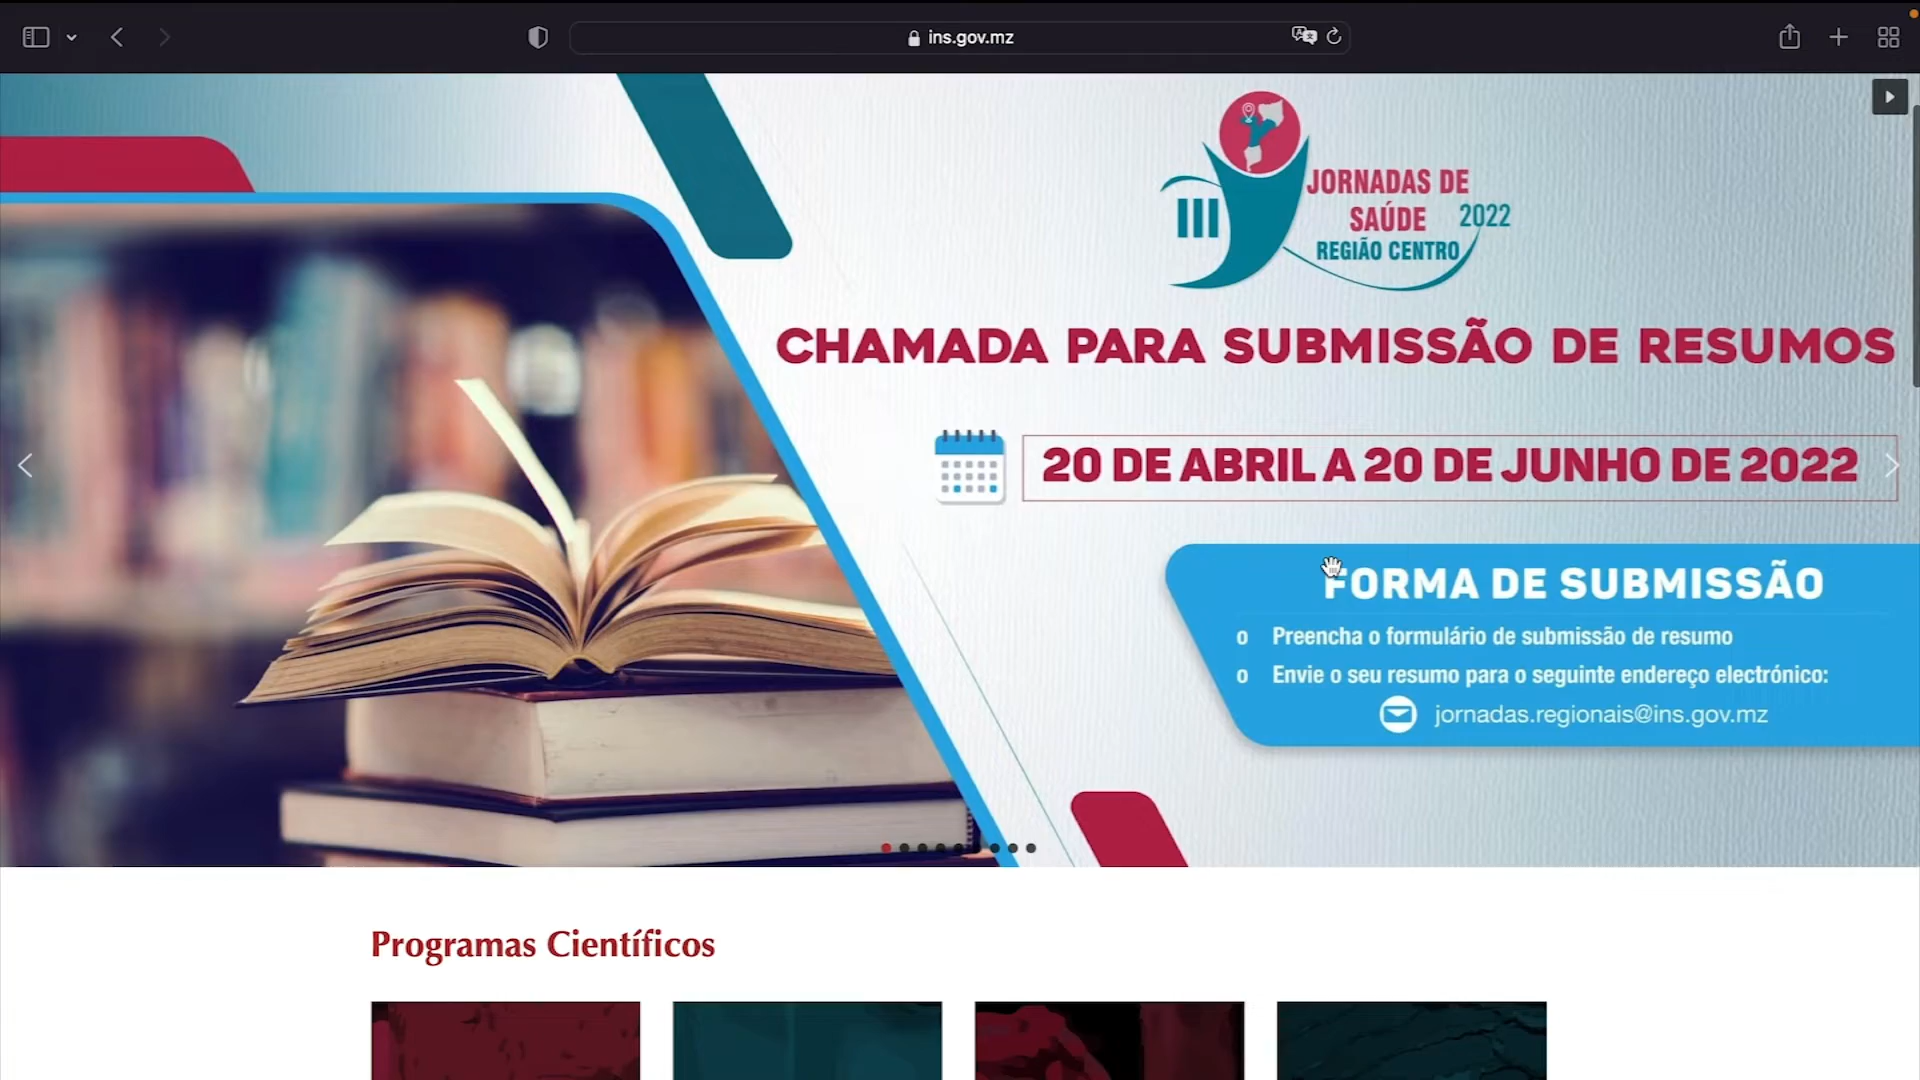 ins.gov.mz
III
JORNADAS DE
SAÚDE 2022
REGIÃO CENTRO
CHAMADA PARA SUBMISSÃO DE RESUMOS
20 DE ABRIL A 20 DE JUNHO DE 2022
FORMA DE SUBMISSÃO
o Preencha o formulário de submissão de resumo
o Envie o seu resumo para o seguinte endereço electrónico:
jornadas.regionais@ins.gov.mz
Programas Científicos